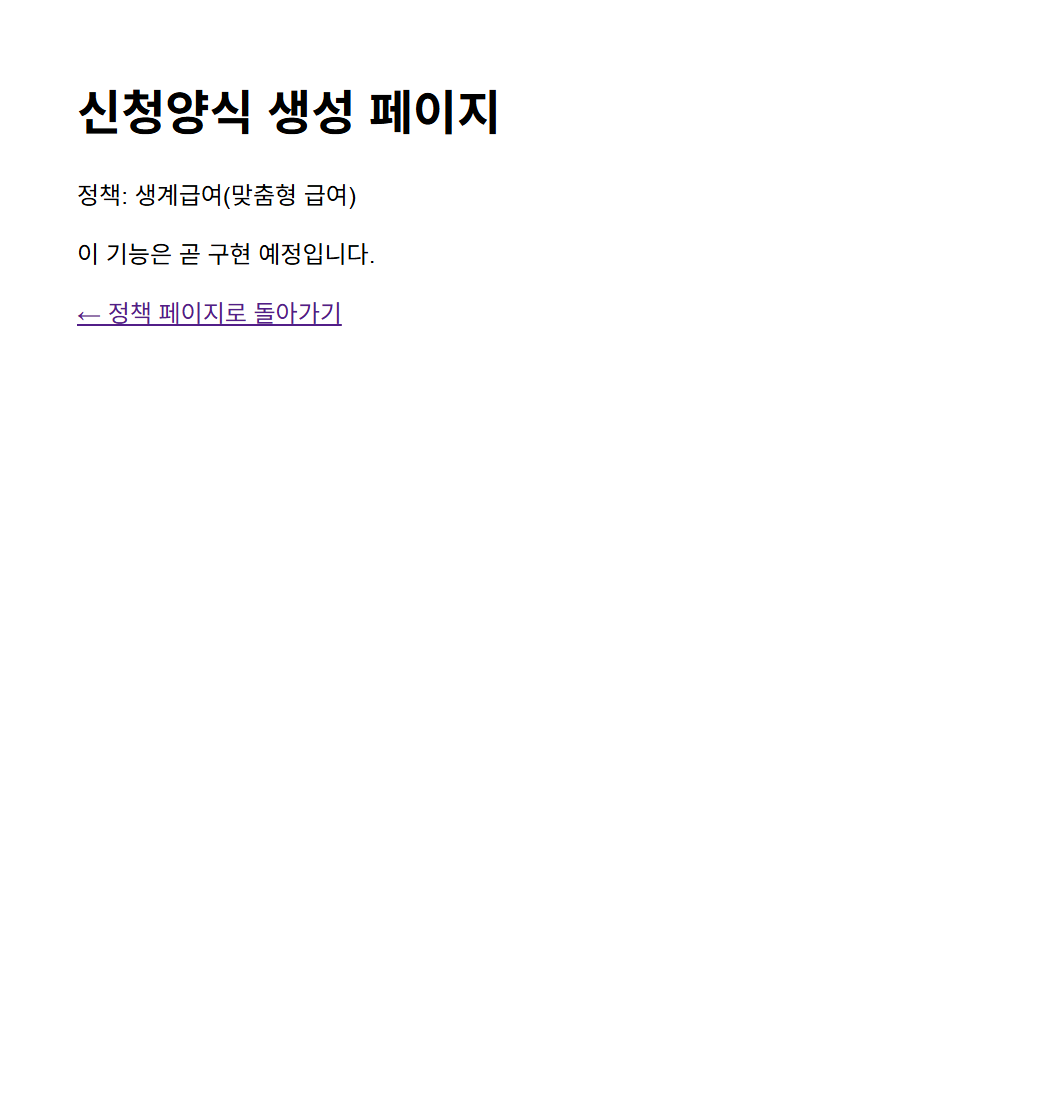 신청양식 생성 페이지
정책: 생계급여(맞춤형 급여)
이 기능은 곧 구현 예정입니다.
← 정책 페이지로 돌아가기